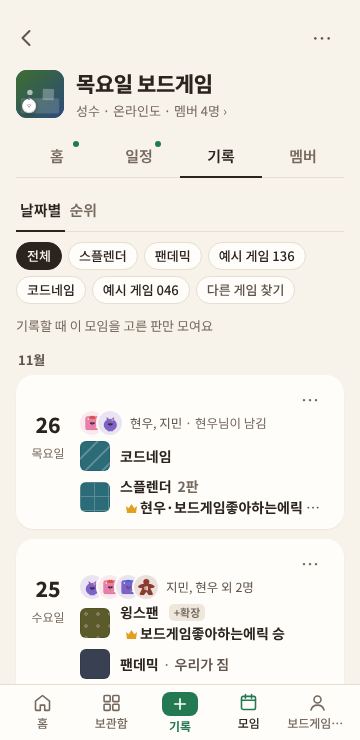 목요일 보드게임
성수 · 온라인도 · 멤버 4명 ›
홈 일정 기록 멤버
날짜별 순위
전체 스플렌더 팬데믹 예시 게임 136
코드네임 예시 게임 046 다른 게임 찾기
기록할 때 이 모임을 고른 판만 모여요
11월
26
목요일
현우, 지민 · 현우님이 남김
코드네임
스플렌더 2판
현우·보드게임좋아하는에릭 …
25
수요일
지민, 현우 외 2명
윙스팬 +확장
보드게임좋아하는에릭 승
팬데믹 · 우리가 짐
홈 보관함 기록 모임 보드게임…